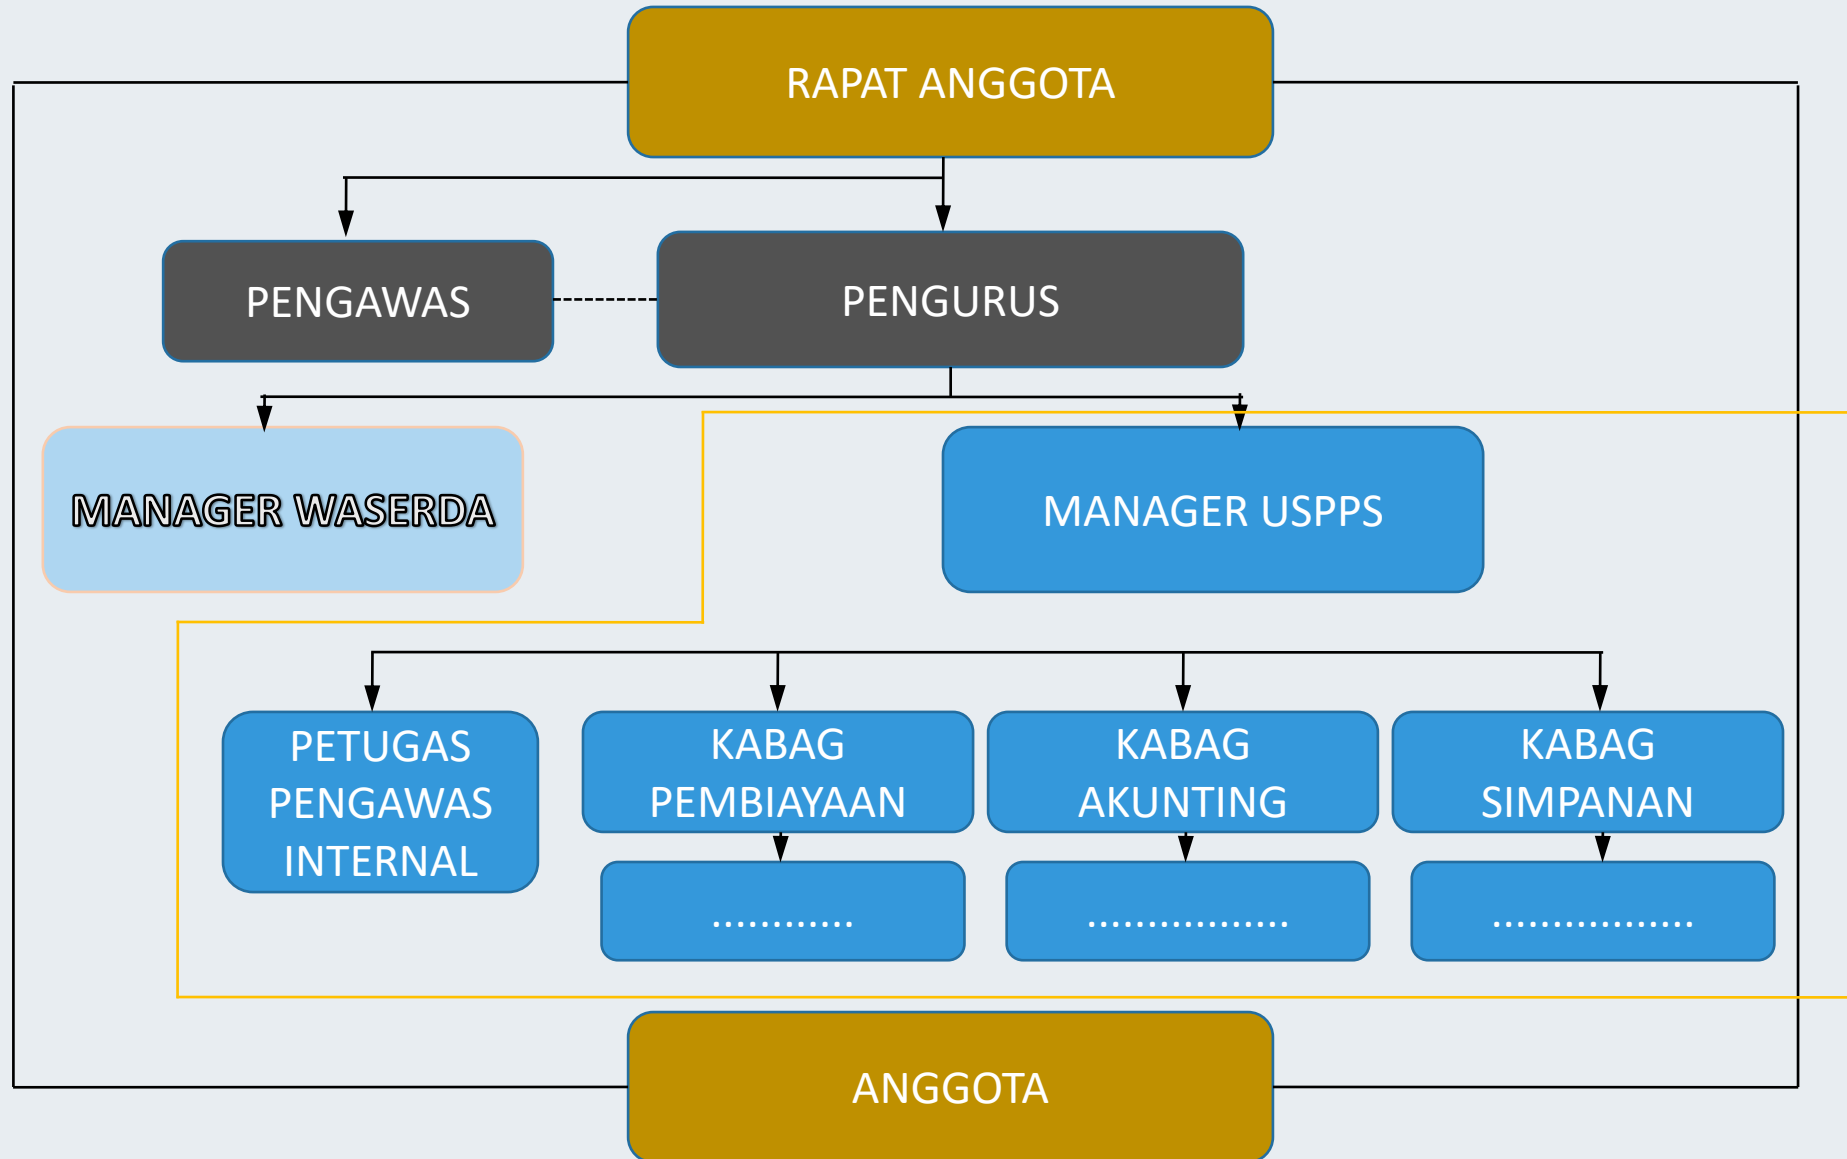 RAPAT ANGGOTA
PENGAWAS
PENGURUS
MANAGER WASERDA
MANAGER USPPS
PETUGAS
PENGAWAS
INTERNAL
KABAG
PEMBIAYAAN
KABAG
AKUNTING
KABAG
SIMPANAN
............
.................
.................
ANGGOTA